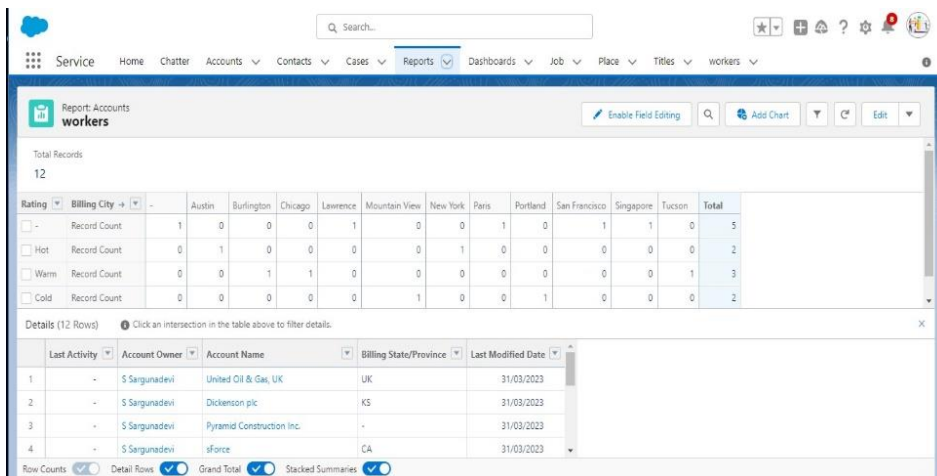 Search...
8
Service Home Chatter Accounts Contacts Cases Reports Dashboards Job Place Titles workers
Report: Accounts
workers
Enable Field Editing Add Chart Edit
Total Records
12
Rating Billing City → - Austin Burlington Chicago Lawrence Mountain View New York Paris Portland San Francisco Singapore Tucson Total
- Record Count 1 0 0 0 1 0 0 1 0 1 1 0 5
Hot Record Count 0 1 0 0 0 0 1 0 0 0 0 0 2
Warm Record Count 0 0 1 1 0 0 0 0 0 0 0 1 3
Cold Record Count 0 0 0 0 0 1 0 0 1 0 0 0 2
Details (12 Rows) Click an intersection in the table above to filter details.
Last Activity Account Owner Account Name Billing State/Province Last Modified Date
1 - S Sargunadevi United Oil & Gas, UK UK 31/03/2023
2 - S Sargunadevi Dickenson plc KS 31/03/2023
3 - S Sargunadevi Pyramid Construction Inc. - 31/03/2023
4 - S Sargunadevi sForce CA 31/03/2023
Row Counts Detail Rows Grand Total Stacked Summaries